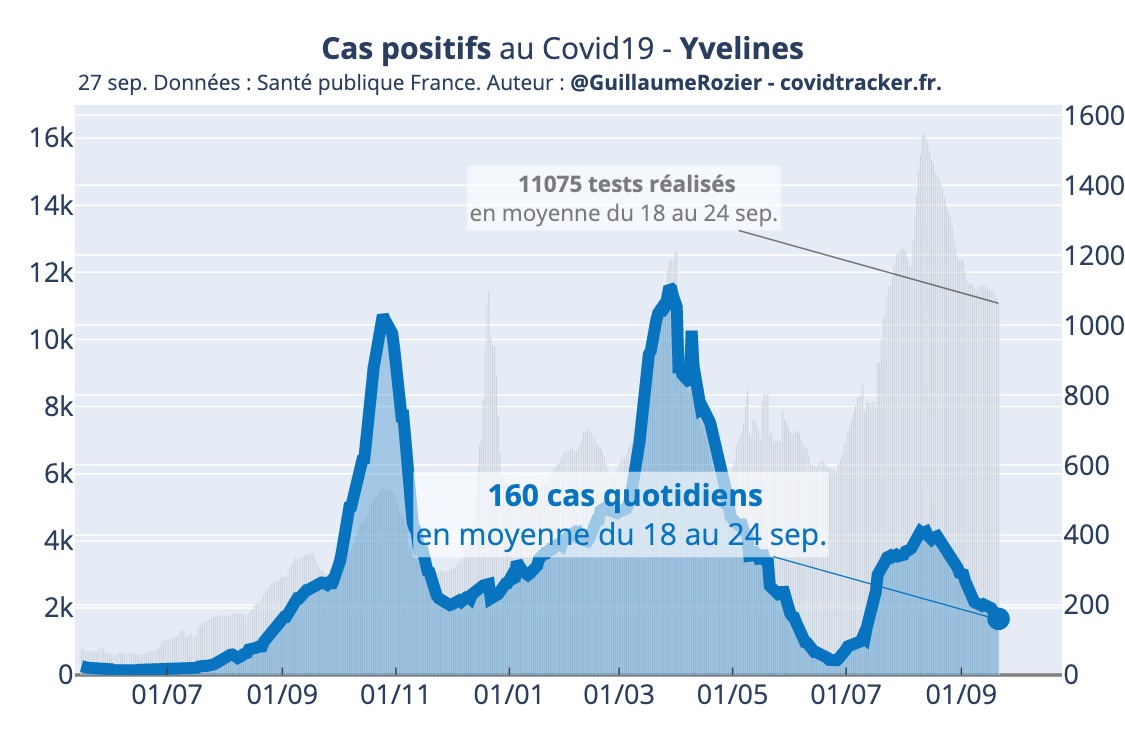 Cas positifs au Covid19 - Yvelines
27 sep. Données : Santé publique France. Auteur : @GuillaumeRozier - covidtracker.fr.
1600
16k
11075 tests réalisés
1400
14k
en moyenne du 18 au 24 sep.
1200
12k
1000
10k
800
8k
600
6k
160 cas quotidiens
en moyenne du 18 au 24 sep.
400
4k
200
2k
0
0
01/07 01/09 01/11 01/01 01/03 01/05 01/07 01/09